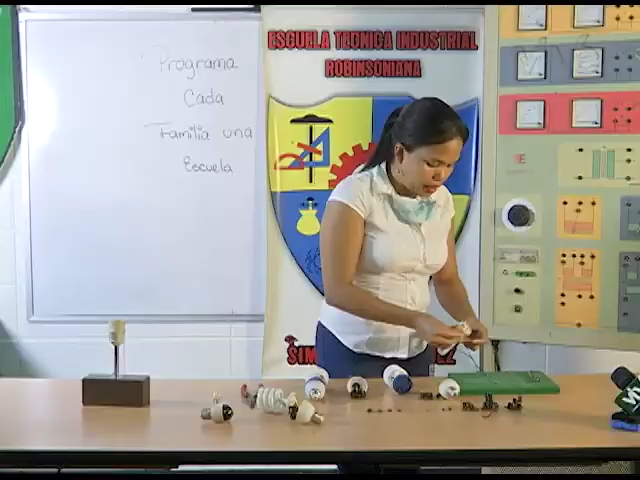 Programa
Cada
Familia una
Escuela
ESCUELA TECNICA INDUSTRIAL
ROBINSONIANA